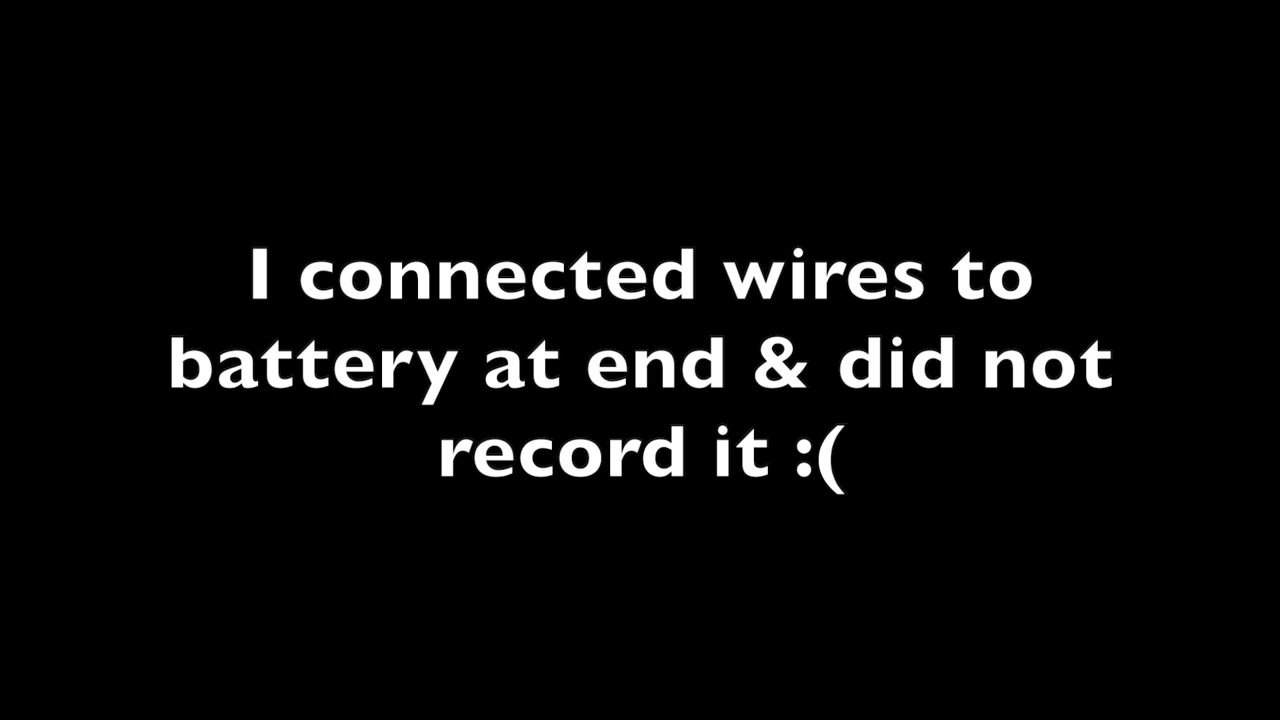 I connected wires to
battery at end & did not
record it :(